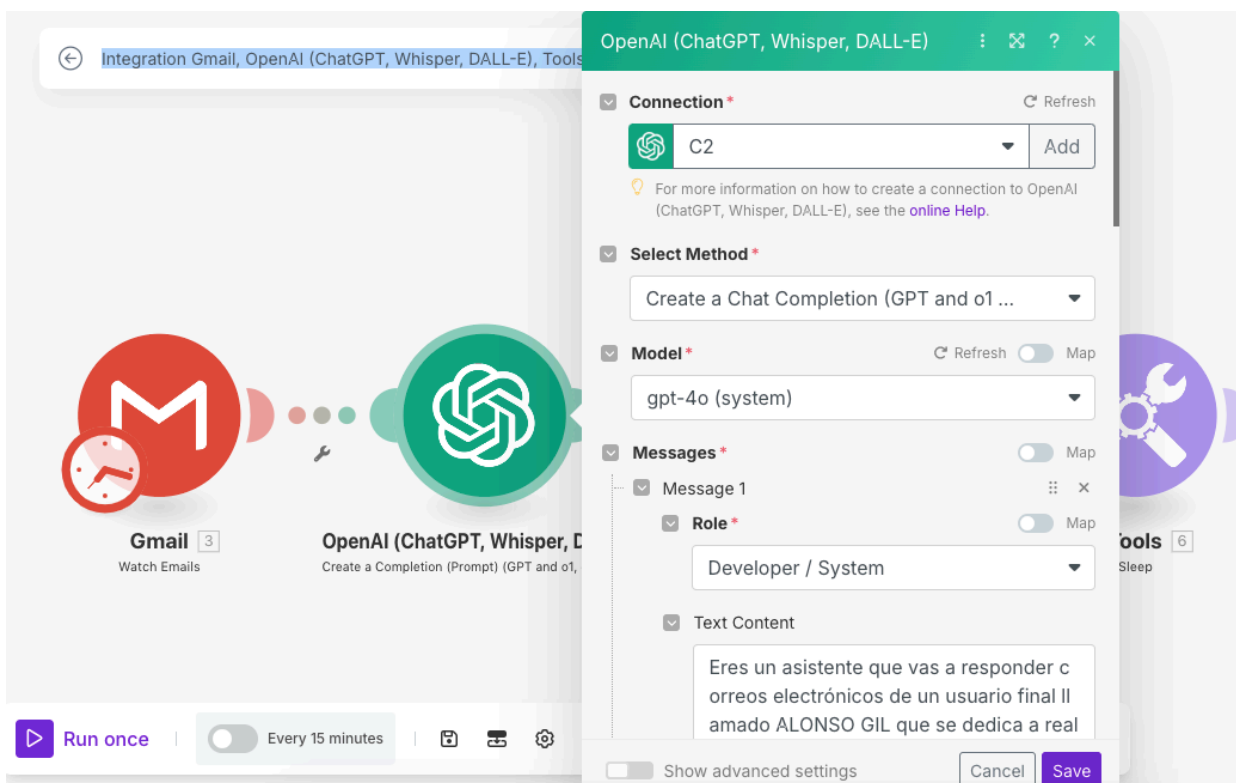 Integration Gmail, OpenAI (ChatGPT, Whisper, DALL-E), Tools
OpenAI (ChatGPT, Whisper, DALL-E)
?
Connection *
Refresh
C2
Add
For more information on how to create a connection to OpenAI
(ChatGPT, Whisper, DALL-E), see the online Help.
Select Method *
Create a Chat Completion (GPT and o1 ...
Model *
Refresh
Map
gpt-4o (system)
Messages *
Map
Message 1
Role *
Map
Developer / System
Text Content
Eres un asistente que vas a responder c
orreos electrónicos de un usuario final ll
amado ALONSO GIL que se dedica a real
Gmail 3
Watch Emails
OpenAI (ChatGPT, Whisper, D
Create a Completion (Prompt) (GPT and o1,
ools 6
Sleep
Run once
Every 15 minutes
Show advanced settings
Cancel
Save